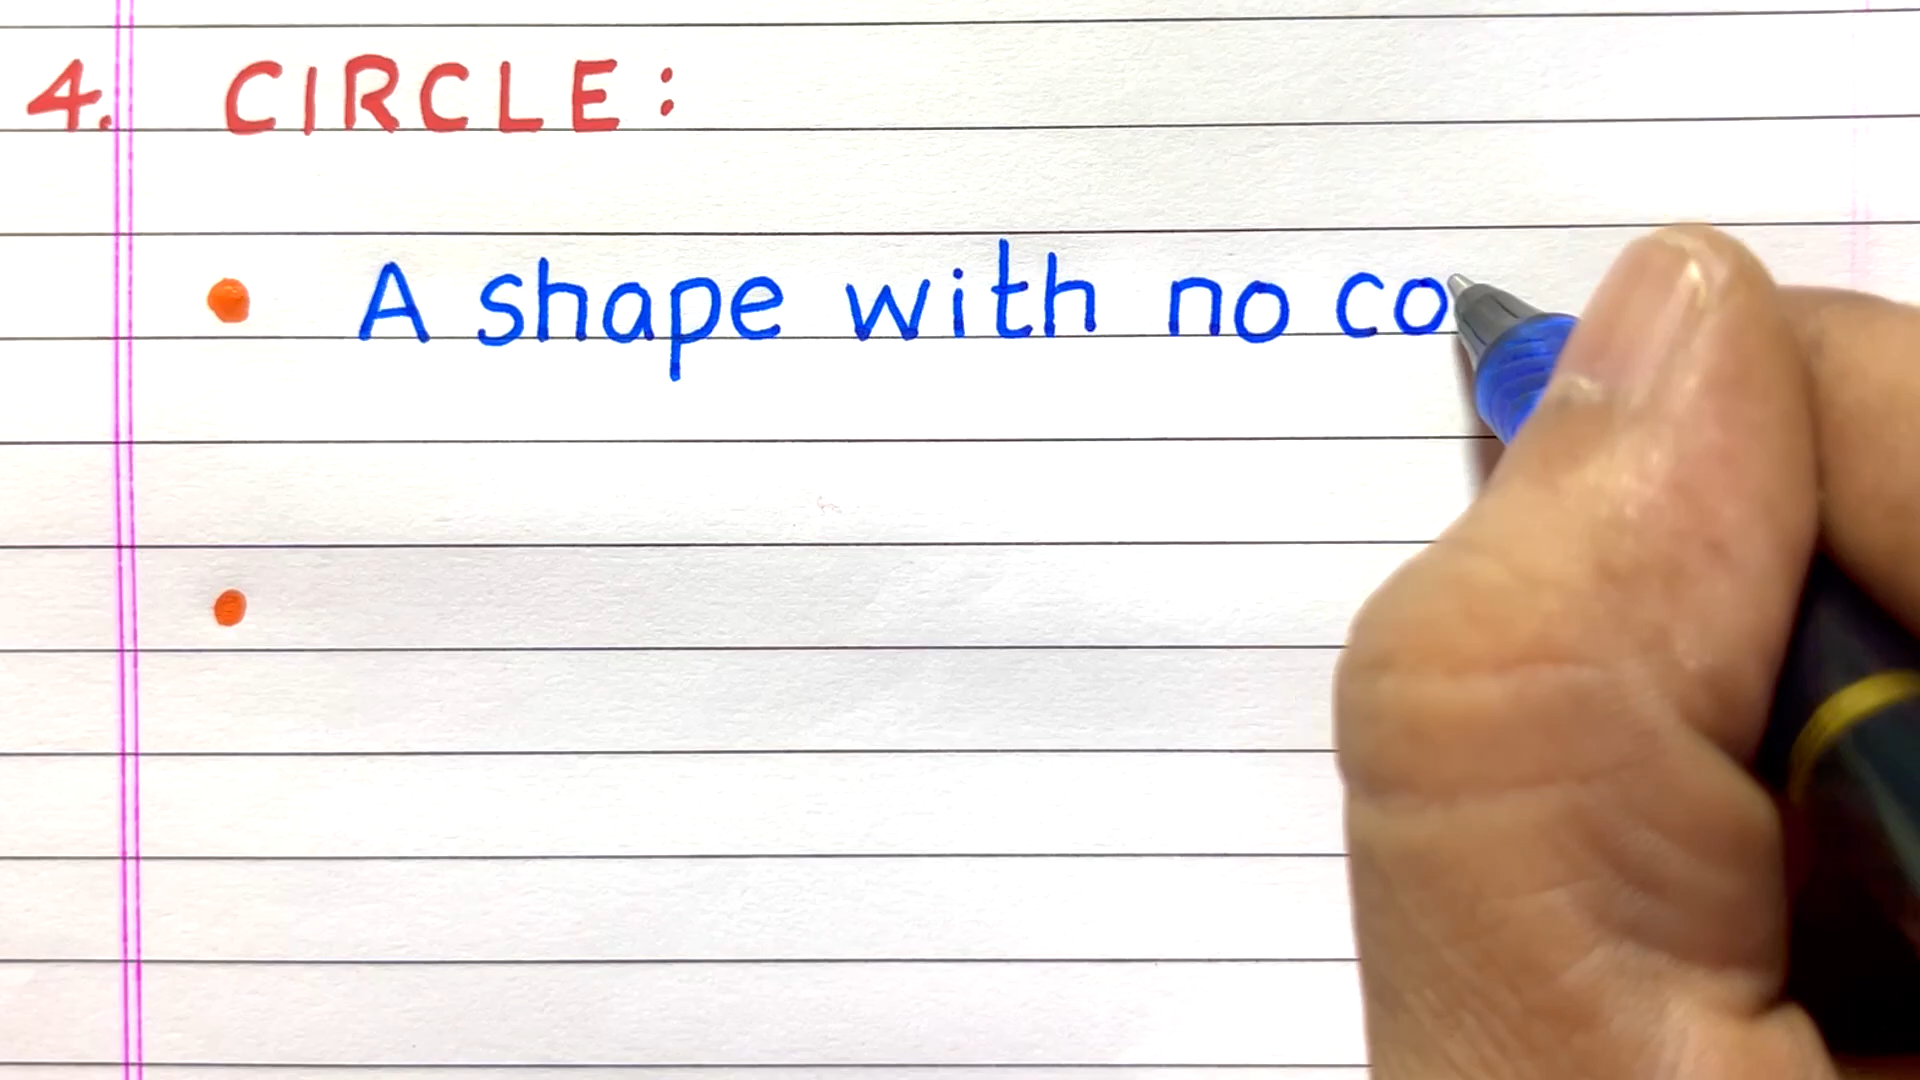 4. CIRCLE:
• A shape with no co
•